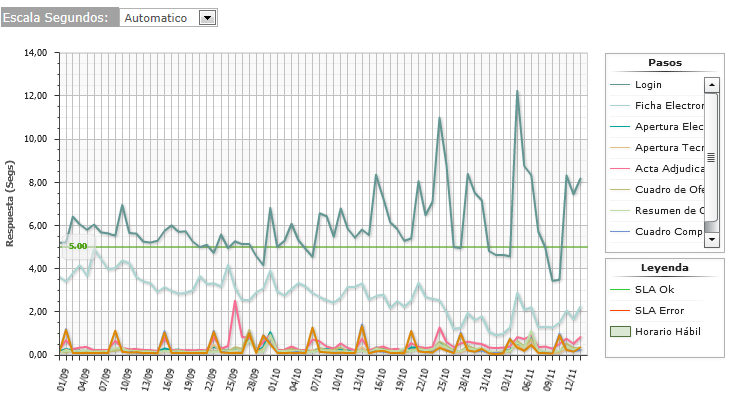 Escala Segundos: Automatico
14,00
12,00
10,00
8,00
6,00
4,00
2,00
0,00
Respuesta (Segs)
5.00
01/09
04/09
07/09
10/09
13/09
16/09
19/09
22/09
25/09
28/09
01/10
04/10
07/10
10/10
13/10
16/10
19/10
22/10
25/10
28/10
31/10
03/11
06/11
09/11
12/11
Pasos
Login
Ficha Electron
Apertura Elec
Apertura Tecr
Acta Adjudica
Cuadro de Ofe
Resumen de C
Cuadro Comp
Leyenda
SLA Ok
SLA Error
Horario Hábil